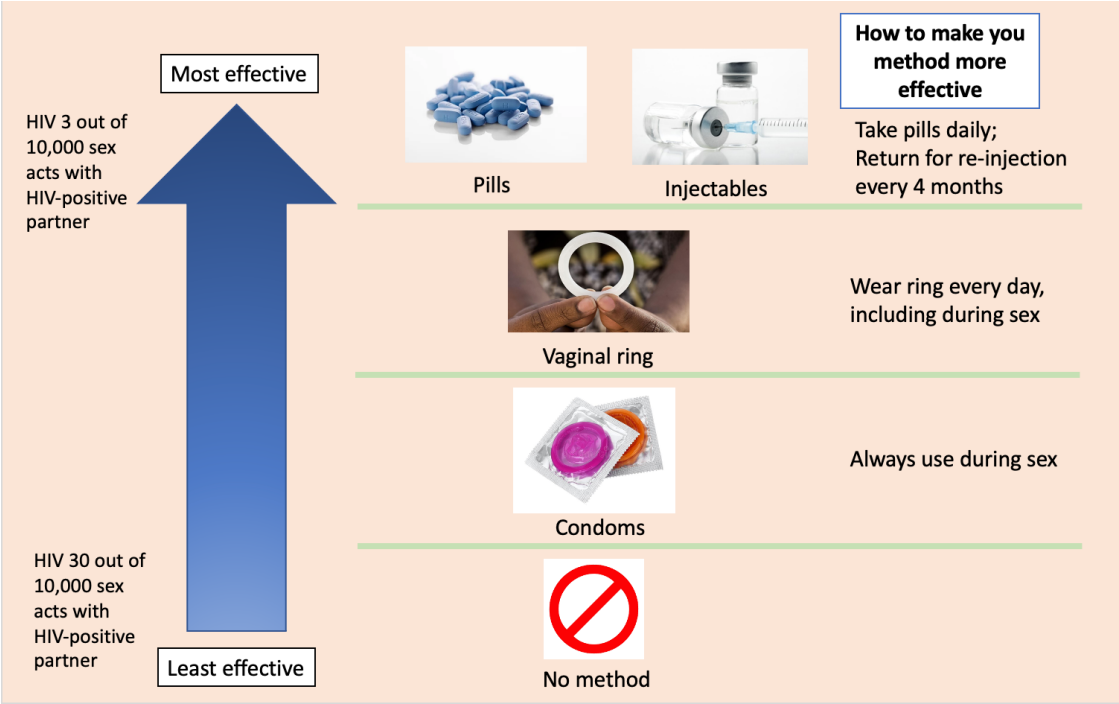 Most effective
HIV 3 out of
10,000 sex
acts with
HIV-positive
partner
Pills
Injectables
How to make you
method more
effective
Take pills daily;
Return for re-injection
every 4 months
Vaginal ring
Wear ring every day,
including during sex
Condoms
Always use during sex
HIV 30 out of
10,000 sex
acts with
HIV-positive
partner
Least effective
No method